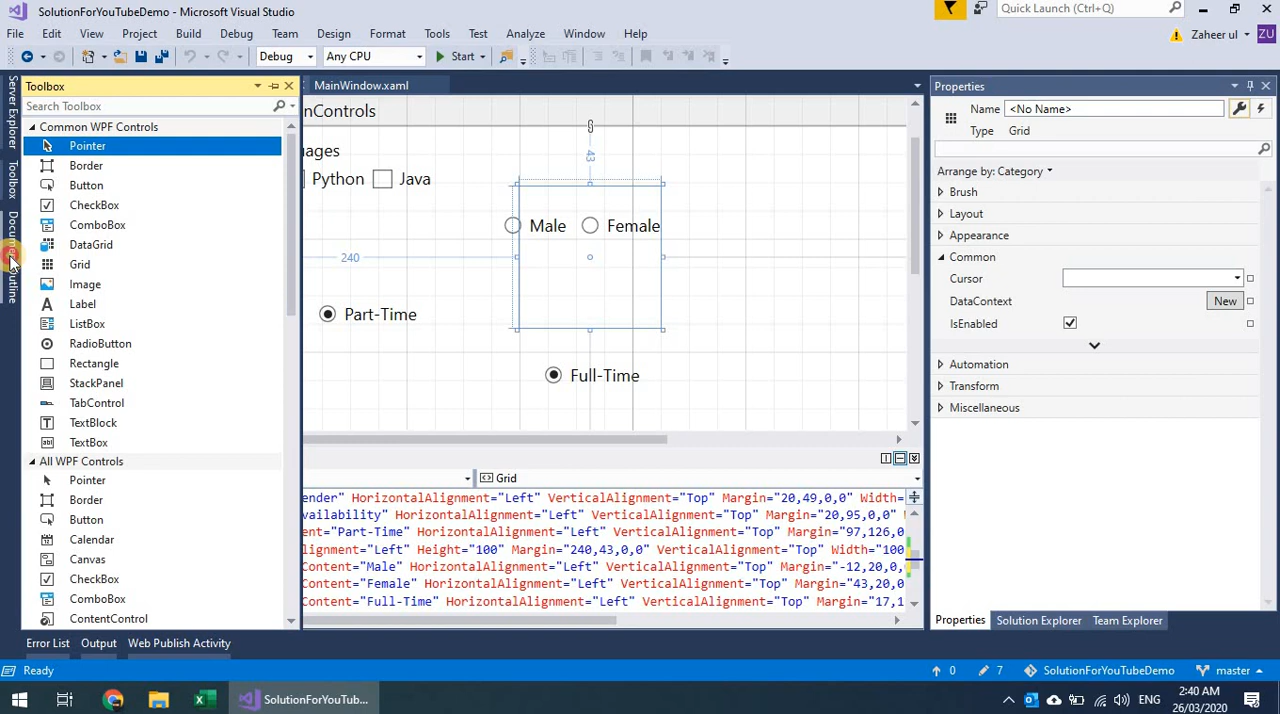 SolutionForYouTubeDemo - Microsoft Visual Studio
Quick Launch (Ctrl+Q)
File Edit View Project Build Debug Team Design Format Tools Test Analyze Window Help
Zaheer ul ZU
Debug Any CPU Start
Server Explorer
Toolbox
Toolbox
Search Toolbox
Common WPF Controls
Pointer
Border
Button
CheckBox
ComboBox
DataGrid
Grid
Image
Label
ListBox
RadioButton
Rectangle
StackPanel
TabControl
TextBlock
TextBox
All WPF Controls
Pointer
Border
Button
Calendar
Canvas
CheckBox
ComboBox
ContentControl
MainWindow.xaml
nControls
ages
Python Java
43
Male Female
240
Part-Time
Full-Time
Grid
ender" HorizontalAlignment="Left" VerticalAlignment="Top" Margin="20,49,0,0" Width=
vailability" HorizontalAlignment="Left" VerticalAlignment="Top" Margin="20,95,0,0"
ent="Part-Time" HorizontalAlignment="Left" VerticalAlignment="Top" Margin="97,126,0
lignment="Left" Height="100" Margin="240,43,0,0" VerticalAlignment="Top" Width="100
Content="Male" HorizontalAlignment="Left" VerticalAlignment="Top" Margin="-12,20,0,
Content="Female" HorizontalAlignment="Left" VerticalAlignment="Top" Margin="43,20,0
Content="Full-Time" HorizontalAlignment="Left" VerticalAlignment="Top" Margin="17,1
Properties
Name <No Name>
Type Grid
Arrange by: Category
Brush
Layout
Appearance
Common
Cursor
DataContext New
IsEnabled
Automation
Transform
Miscellaneous
Properties Solution Explorer Team Explorer
Error List Output Web Publish Activity
Ready
0 7 SolutionForYouTubeDemo master
SolutionForYouTub...
ENG
2:40 AM
26/03/2020